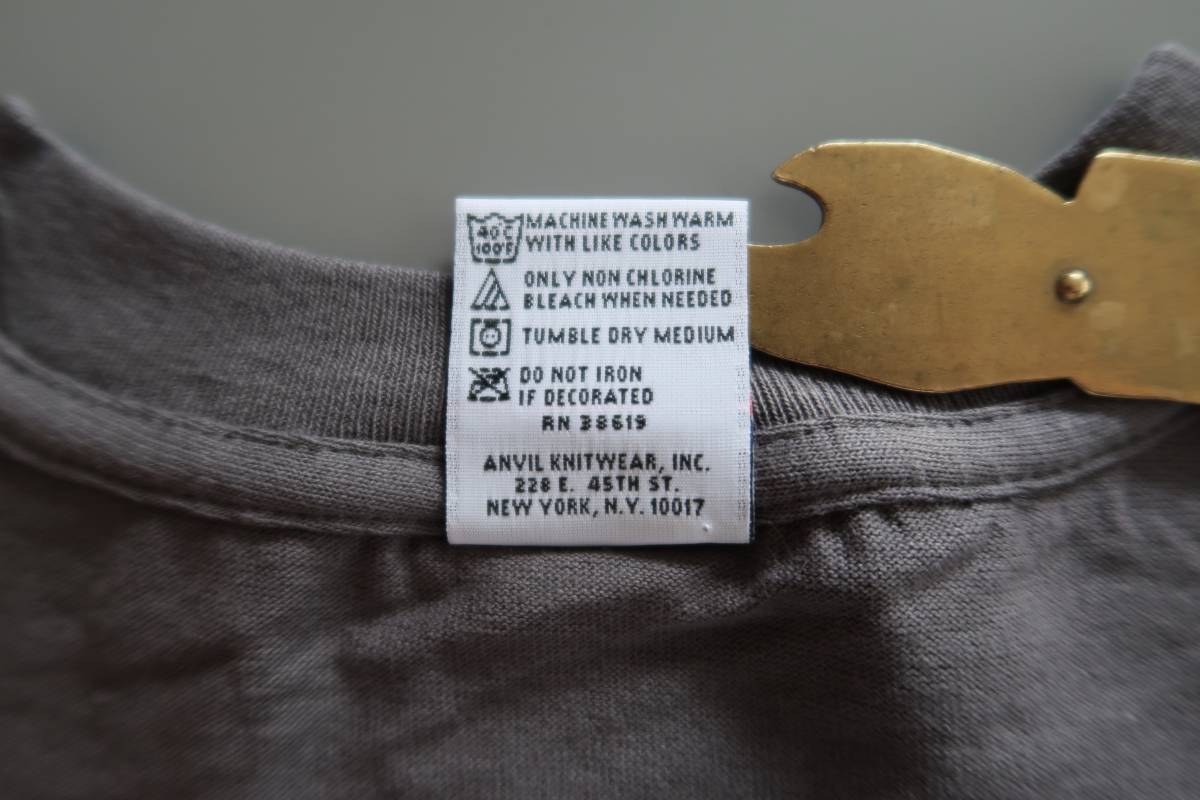 40°C
100°F
MACHINE WASH WARM
WITH LIKE COLORS
ONLY NON CHLORINE
BLEACH WHEN NEEDED
TUMBLE DRY MEDIUM
DO NOT IRON
IF DECORATED
RN 38619
ANVIL KNITWEAR, INC.
228 E. 45TH ST.
NEW YORK, N.Y. 10017